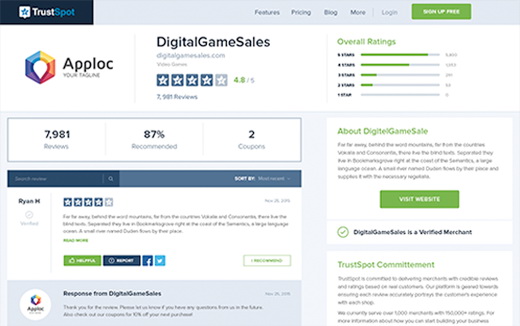 TrustSpot
Features Pricing Blog More Login SIGN UP FREE
Apploc
YOUR TAGLINE
DigitalGameSales
digitalgamesales.com
Video Games
4.8 / 5
7,981 Reviews
Overall Ratings
5 STARS
4 STARS
3 STARS
2 STARS
1 STAR
0
7,981
Reviews
87%
Recommended
2
Coupons
Search review
SORT BY: Most recent
Ryan H
Verified
Nov 25, 2015
Far far away, behind the word mountains, far from the countries Vokalia and Consonantia, there live the blind texts. Separated they live in Bookmarksgrove right at the coast of the Semantics, a large language ocean. A small river named Duden flows by their place.
READ MORE
HELPFUL
REPORT
I RECOMMEND
Response from DigitalGameSales
Thank you for the review. Please let us know if you have any questions from us in the future.
Also check out our coupons for 10% off your next purchase!
About DigitelGameSale
Far far away, behind the word mountains, far from the countries
Vokalia and Consonantia, there live the blind texts. Separated they
live in Bookmarksgrove right at the coast of the Semantics, a large
language ocean. A small river named Duden flows by their place and
supplies it with the necessary regelialia.
VISIT WEBSITE
DigitalGameSales is a Verified Merchant
TrustSpot Committement
TrustSpot is committed to delivering merchants with credible reviews
and ratings based on real customers. Our platform is geared towards
ensuring each review accurately portrays the customer's experience
with each shop.
We currently serve over 1,000 merchants with 150,000+ ratings. For
more information about how you can start building your business